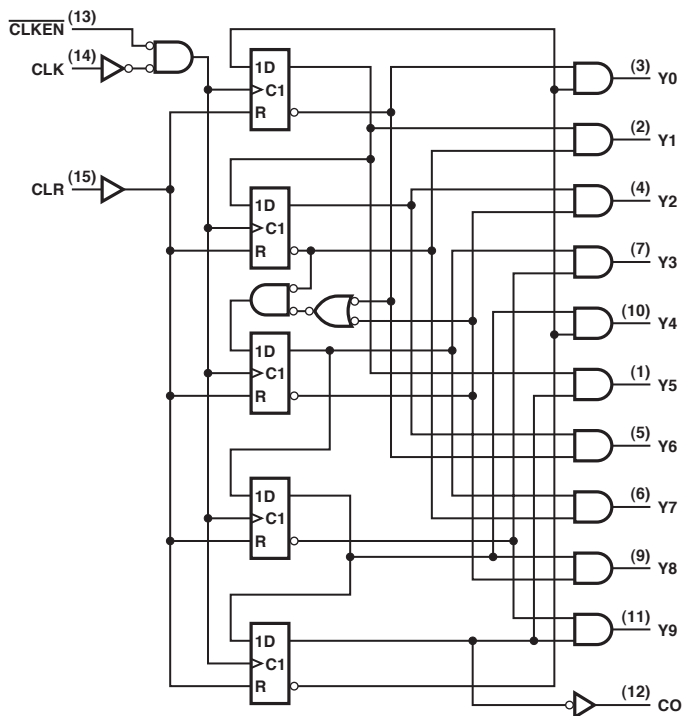 CLKEN (13)
CLK (14)
CLR (15)
1D
C1
R
1D
C1
R
1D
C1
R
1D
C1
R
1D
C1
R
(3) Y0
(2) Y1
(4) Y2
(7) Y3
(10) Y4
(1) Y5
(5) Y6
(6) Y7
(9) Y8
(11) Y9
(12) CO